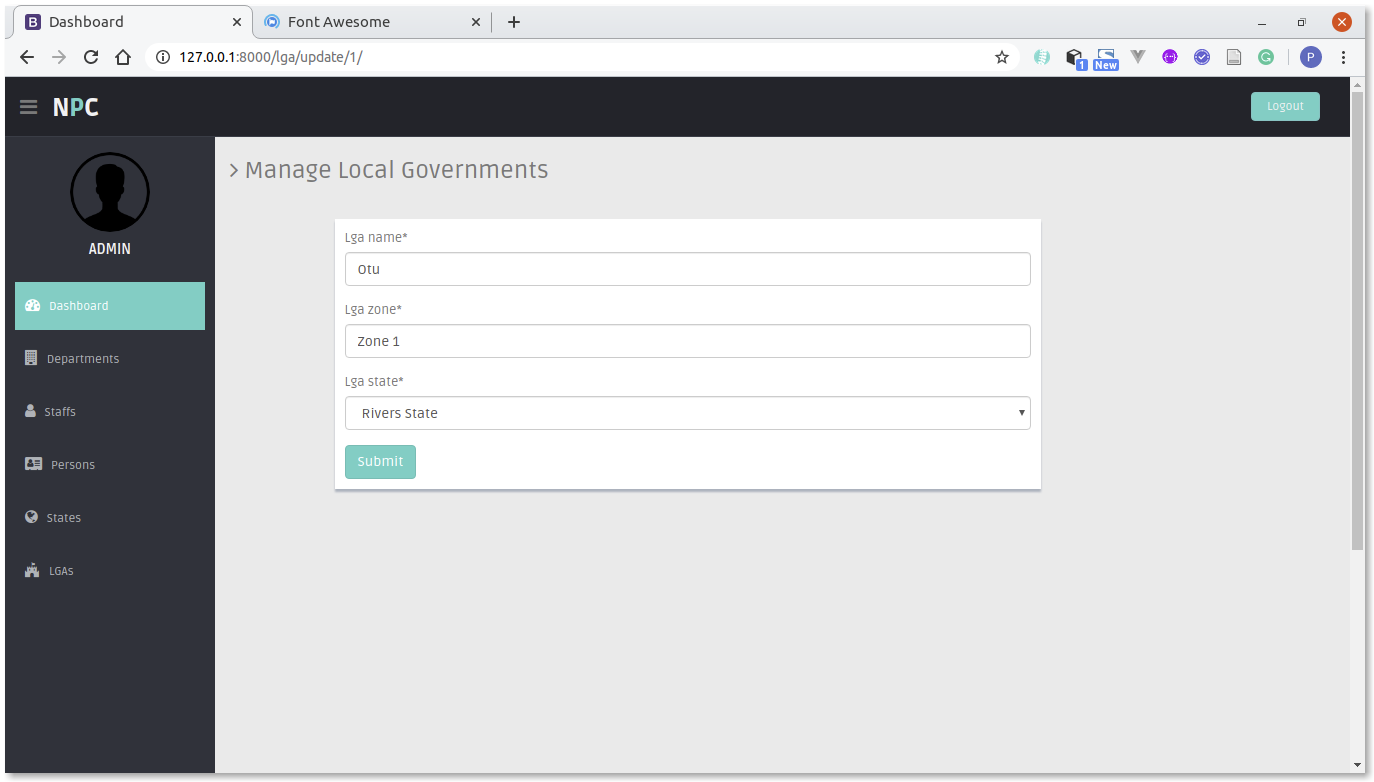 Dashboard
Font Awesome
127.0.0.1:8000/lga/update/1/
1
New
P
NPC
Logout
ADMIN
Dashboard
Departments
Staffs
Persons
States
LGAs
Manage Local Governments
Lga name*
Otu
Lga zone*
Zone 1
Lga state*
Rivers State
Submit